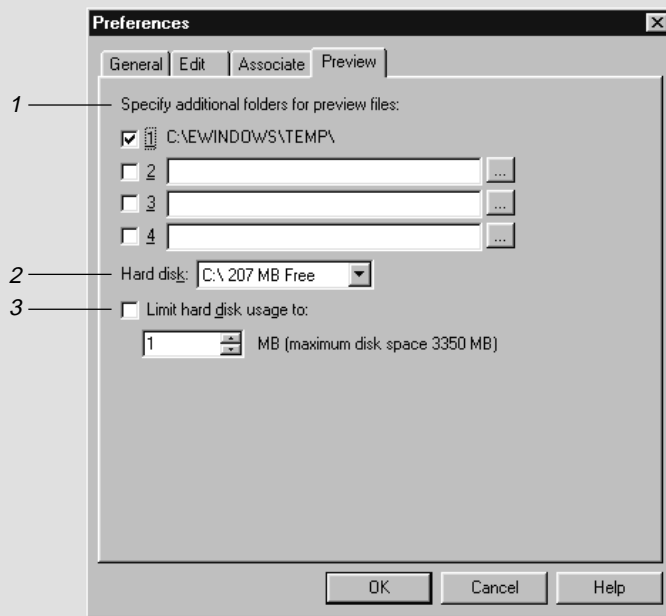 Preferences
General Edit Associate Preview
1 Specify additional folders for preview files:
1 C:\EWINDOWS\TEMP\
2 ...
3 ...
4 ...
2 Hard disk: C:\ 207 MB Free
3 Limit hard disk usage to:
1 MB (maximum disk space 3350 MB)
OK Cancel Help